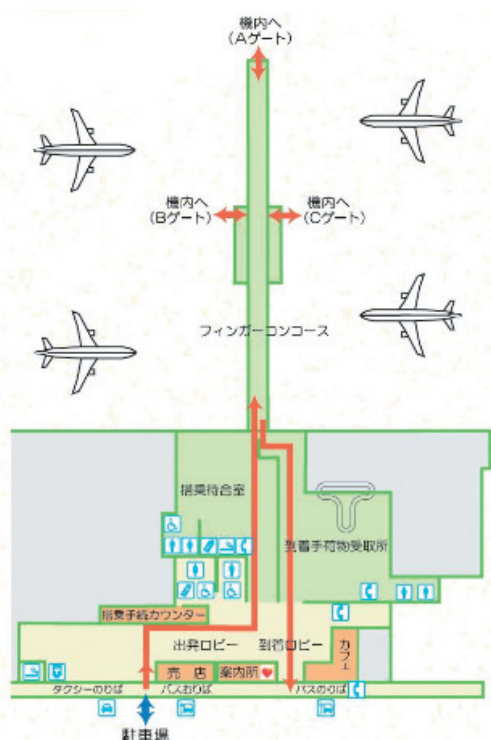 機内へ
(Aゲート)
機内へ
(Bゲート)
機内へ
(Cゲート)
フィンガーコンコース
搭乗待合室
到着手荷物受取所
搭乗手続カウンター
出発ロビー
到着ロビー
カフェ
売店
案内所
タクシーのりば
バスおりば
バスのりば
駐車場